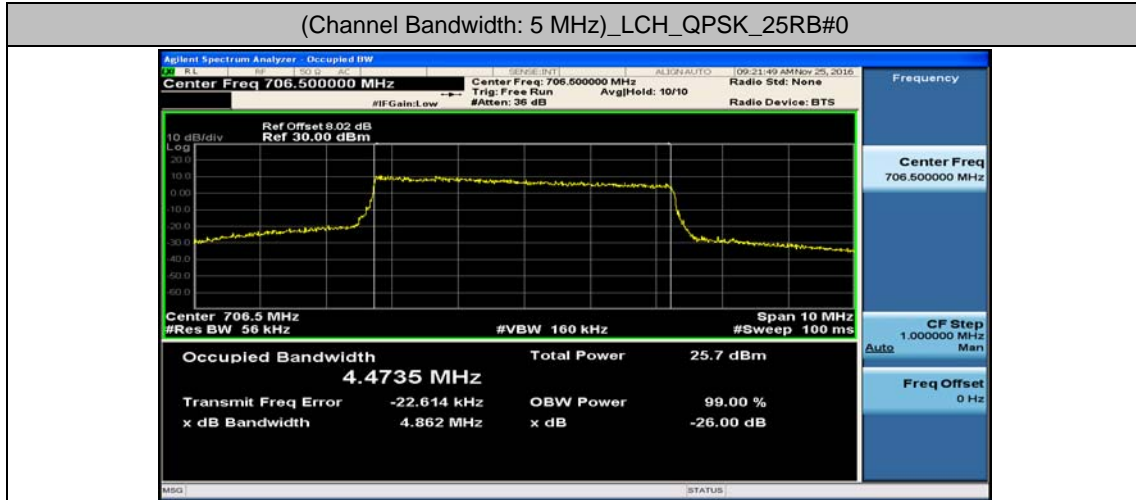 (Channel Bandwidth: 5 MHz)_LCH_QPSK_25RB#0
Agilent Spectrum Analyzer - Occupied BW
RL RF 50 Ω AC SENSE:INT ALIGN AUTO 09:21:49 AM Nov 25, 2016
Center Freq 706.500000 MHz Center Freq: 706.500000 MHz Radio Std: None
Trig: Free Run Avg|Hold: 10/10
#IFGain:Low #Atten: 36 dB Radio Device: BTS
Frequency
Ref Offset 8.02 dB
10 dB/div Ref 30.00 dBm
Log
20.0
10.0
0.00
-10.0
-20.0
-30.0
-40.0
-50.0
-60.0
Center 706.5 MHz Span 10 MHz
#Res BW 56 kHz #VBW 160 kHz #Sweep 100 ms
Occupied Bandwidth Total Power 25.7 dBm
4.4735 MHz
Transmit Freq Error -22.614 kHz OBW Power 99.00 %
x dB Bandwidth 4.862 MHz x dB -26.00 dB
Center Freq
706.500000 MHz
CF Step
1.000000 MHz
Auto Man
Freq Offset
0 Hz
MSG STATUS